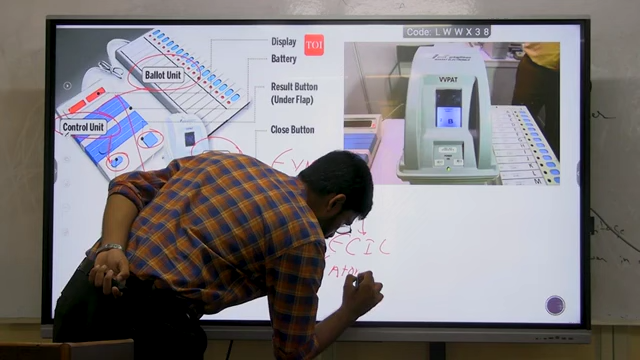 Code: L W W X 3 8
Display
TOI
Battery
Ballot Unit
Result Button
(Under Flap)
Control Unit
Close Button
VVPAT
ECIL